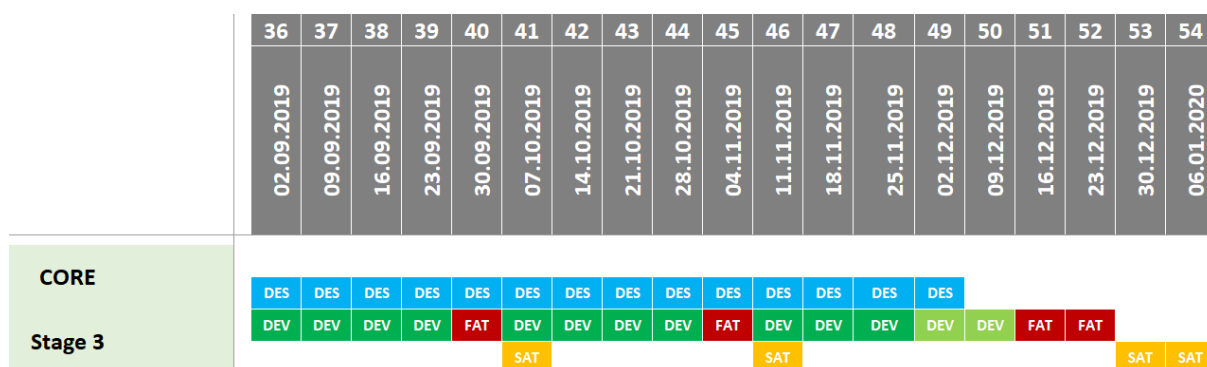 36 37 38 39 40 41 42 43 44 45 46 47 48 49 50 51 52 53 54
02.09.2019 09.09.2019 16.09.2019 23.09.2019 30.09.2019 07.10.2019 14.10.2019 21.10.2019 28.10.2019 04.11.2019 11.11.2019 18.11.2019 25.11.2019 02.12.2019 09.12.2019 16.12.2019 23.12.2019 30.12.2019 06.01.2020
CORE
DES DES DES DES DES DES DES DES DES DES DES DES DES DES
DEV DEV DEV DEV FAT DEV DEV DEV DEV FAT DEV DEV DEV DEV DEV FAT FAT
Stage 3
SAT SAT SAT SAT